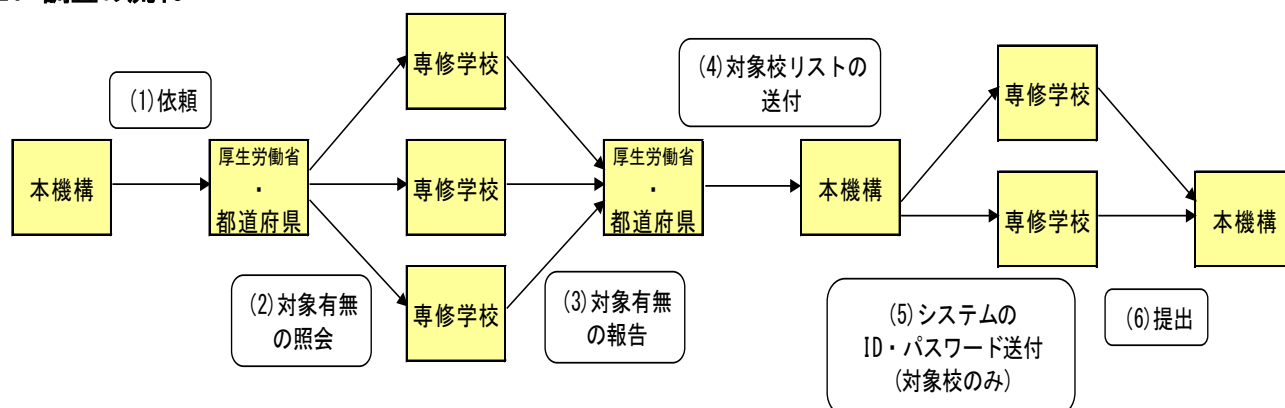 (1)依頼
本機構
厚生労働省
・
都道府県
(2)対象有無
の照会
専修学校
専修学校
専修学校
(3)対象有無
の報告
厚生労働省
・
都道府県
(4)対象校リストの
送付
本機構
(5)システムの
ID・パスワード送付
(対象校のみ)
専修学校
専修学校
(6)提出
本機構